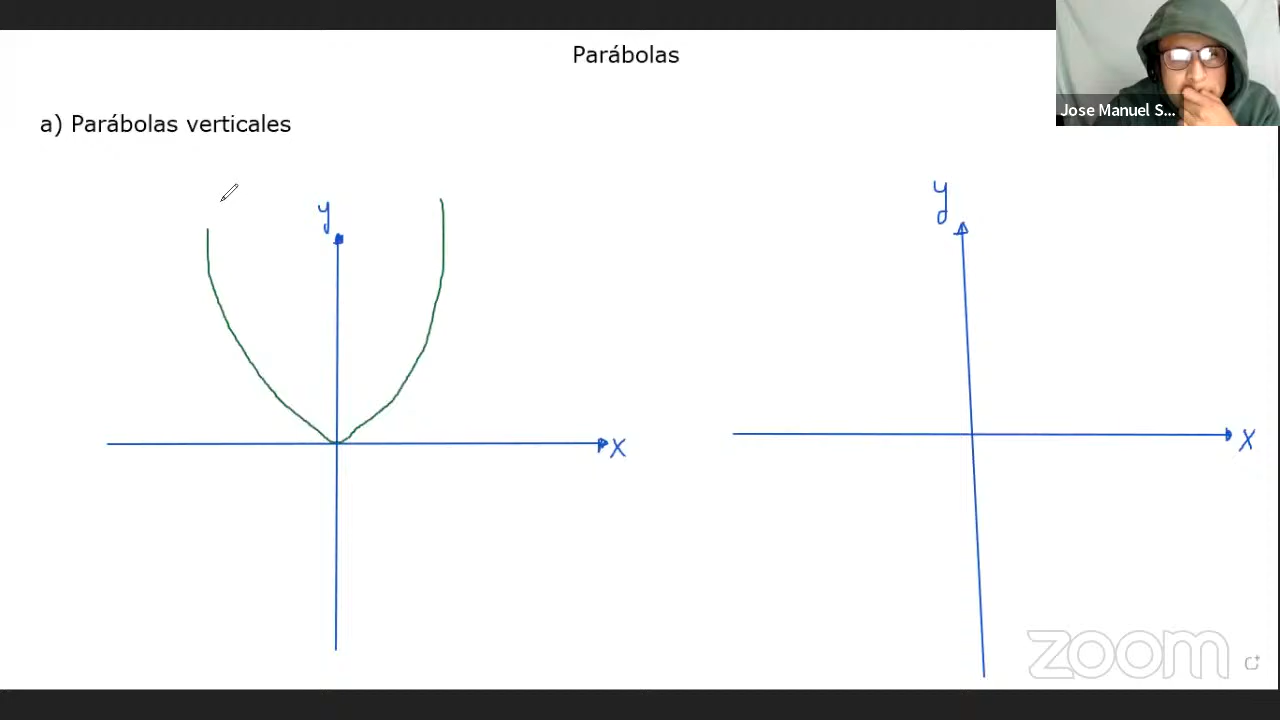 Parábolas
Jose Manuel S...
a) Parábolas verticales
y
y
x
x
zoom